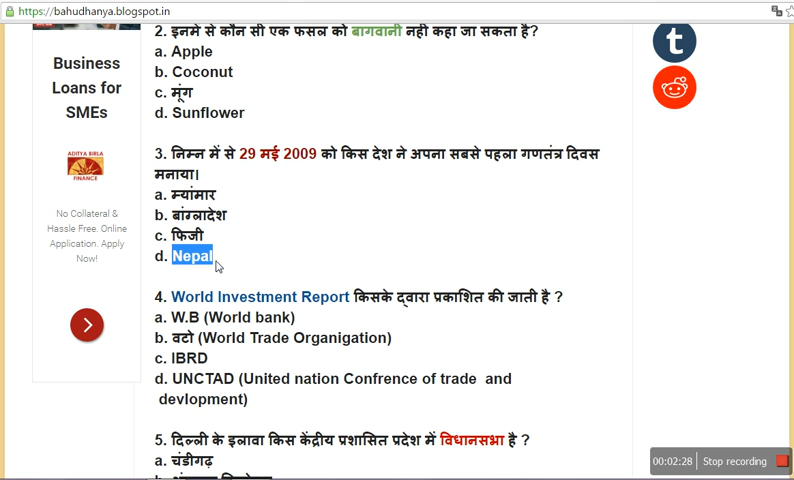 https://bahudhanya.blogspot.in
2. इनमे से कौन सी एक फसल को बागवानी नही कहा जा सकता है?
a. Apple
b. Coconut
c. मूंग
d. Sunflower
3. निम्न में से 29 मई 2009 को किस देश ने अपना सबसे पहला गणतंत्र दिवस
मनाया।
a. म्यांमार
b. बांग्लादेश
c. फिजी
d. Nepal
4. World Investment Report किसके द्वारा प्रकाशित की जाती है ?
a. W.B (World bank)
b. वटो (World Trade Organigation)
c. IBRD
d. UNCTAD (United nation Confrence of trade and
devlopment)
5. दिल्ली के इलावा किस केंद्रीय प्रशासित प्रदेश में विधानसभा है ?
a. चंडीगढ़
Business
Loans for
SMEs
ADITYA BIRLA
FINANCE
No Collateral &
Hassle Free. Online
Application. Apply
Now!
00:02:28 Stop recording